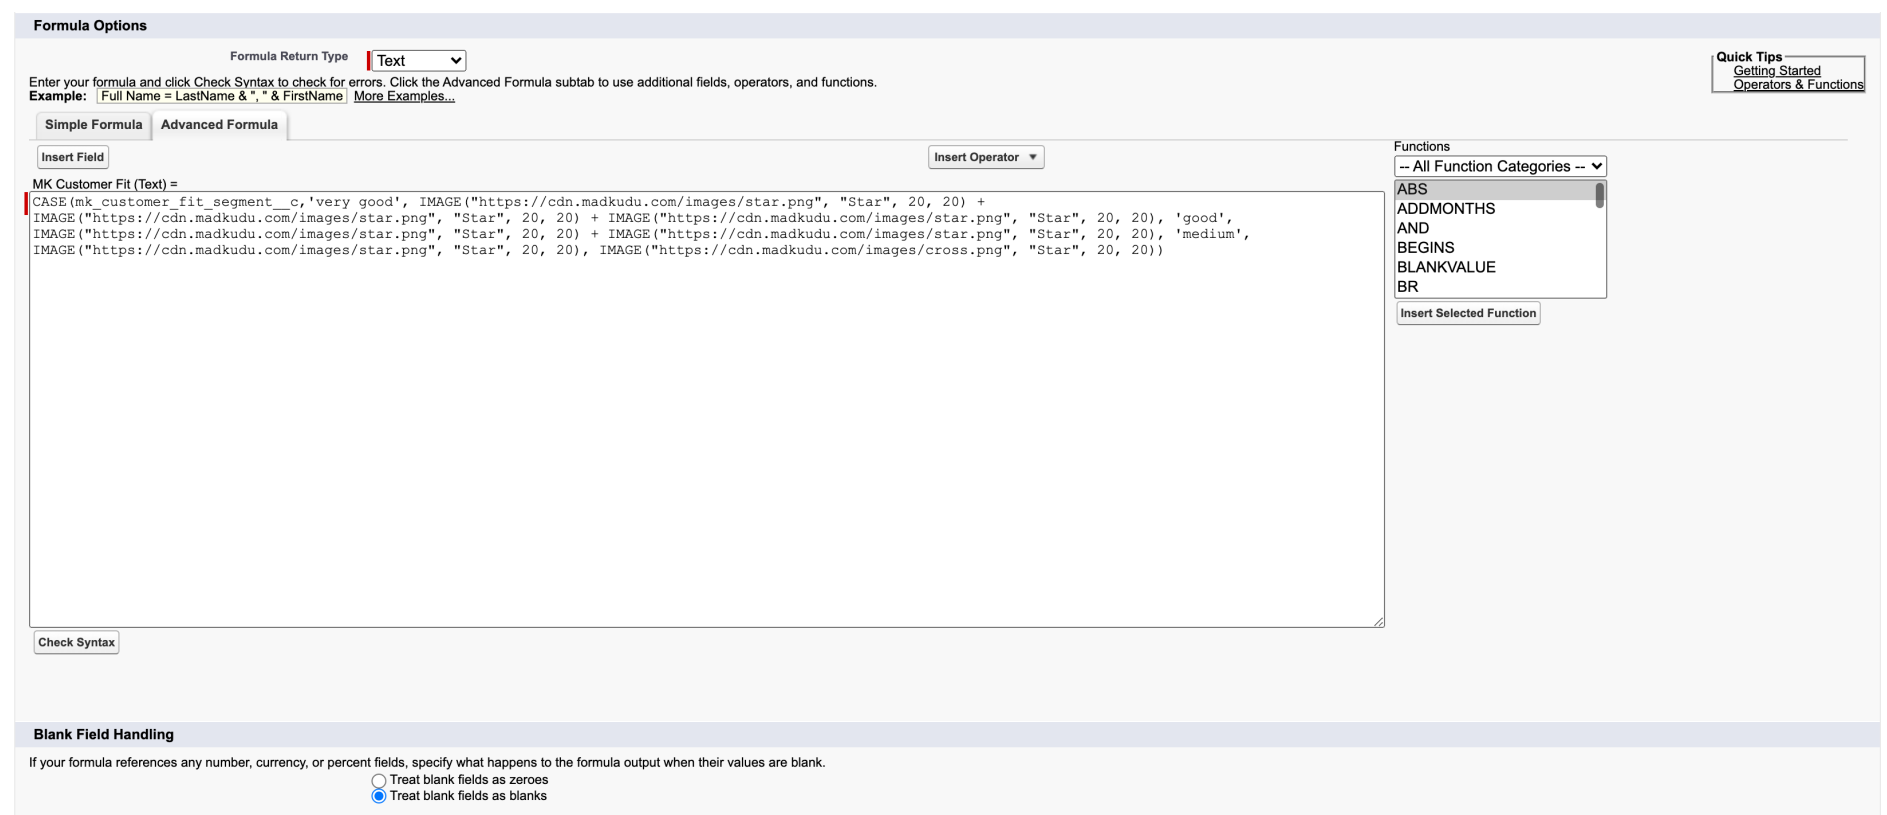 Formula Options
Formula Return Type
Text
Quick Tips
Getting Started
Operators & Functions
Enter your formula and click Check Syntax to check for errors. Click the Advanced Formula subtab to use additional fields, operators, and functions.
Example: Full Name = LastName & ", " & FirstName More Examples...
Simple Formula Advanced Formula
Insert Field
Insert Operator
Functions
-- All Function Categories --
MK Customer Fit (Text) =
CASE(mk_customer_fit_segment__c,'very good', IMAGE("https://cdn.madkudu.com/images/star.png", "Star", 20, 20) +
IMAGE("https://cdn.madkudu.com/images/star.png", "Star", 20, 20) + IMAGE("https://cdn.madkudu.com/images/star.png", "Star", 20, 20), 'good',
IMAGE("https://cdn.madkudu.com/images/star.png", "Star", 20, 20) + IMAGE("https://cdn.madkudu.com/images/star.png", "Star", 20, 20), 'medium',
IMAGE("https://cdn.madkudu.com/images/star.png", "Star", 20, 20), IMAGE("https://cdn.madkudu.com/images/cross.png", "Star", 20, 20))
ABS
ADDMONTHS
AND
BEGINS
BLANKVALUE
BR
Insert Selected Function
Check Syntax
Blank Field Handling
If your formula references any number, currency, or percent fields, specify what happens to the formula output when their values are blank.
Treat blank fields as zeroes
Treat blank fields as blanks